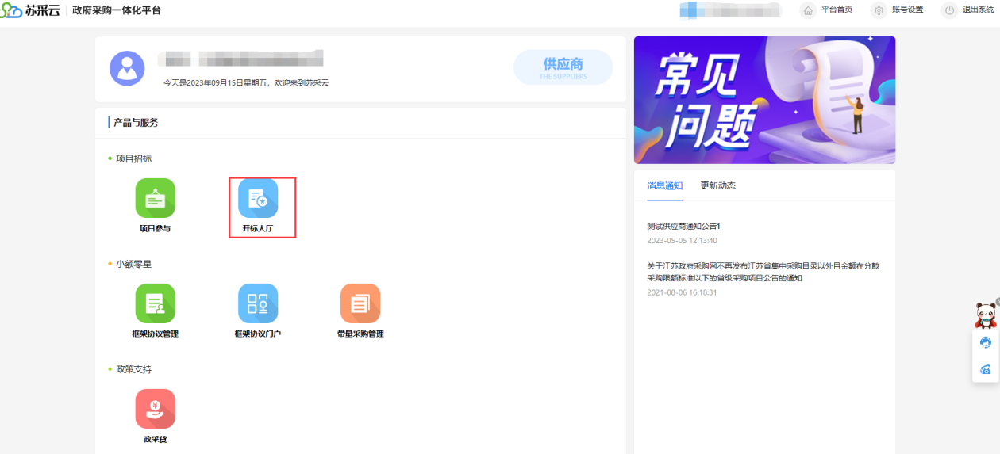 苏采云
政府采购一体化平台
平台首页
账号设置
退出系统
今天是2023年09月15日星期五，欢迎来到苏采云
供应商
THE SUPPLIERS
产品与服务
项目招标
项目参与
开标大厅
小额零星
框架协议管理
框架协议门户
带量采购管理
政策支持
政采贷
常见
问题
消息通知
更新动态
测试供应商通知公告1
2023-05-05 12:13:40
关于江苏政府采购网不再发布江苏省集中采购目录以外且金额在分散
采购限额标准以下的省级采购项目公告的通知
2021-08-06 16:18:31